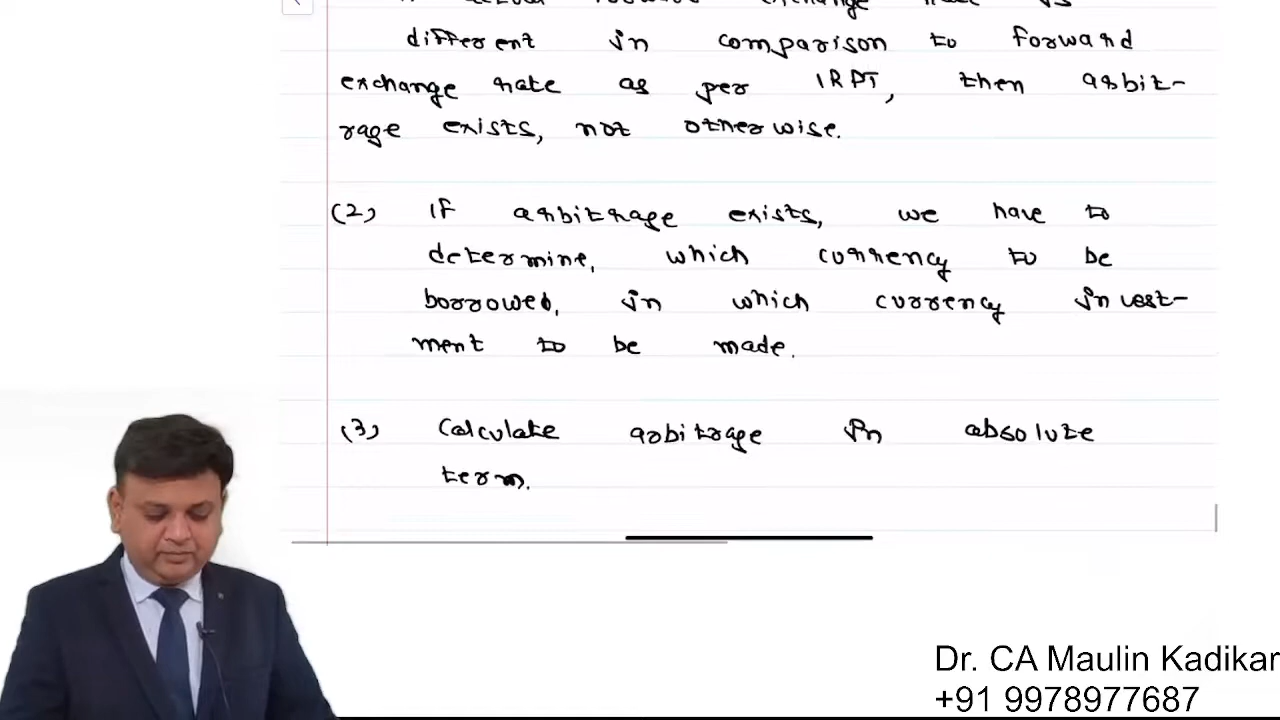 different in comparison to forward
exchange rate as per IRPT, then arbit-
rage exists, not otherwise.
(2) If arbitrage exists, we have to
determine, which currency to be
borrowed, in which currency invest-
ment to be made.
(3) Calculate arbitrage in absolute
term.
Dr. CA Maulin Kadikar
+91 9978977687